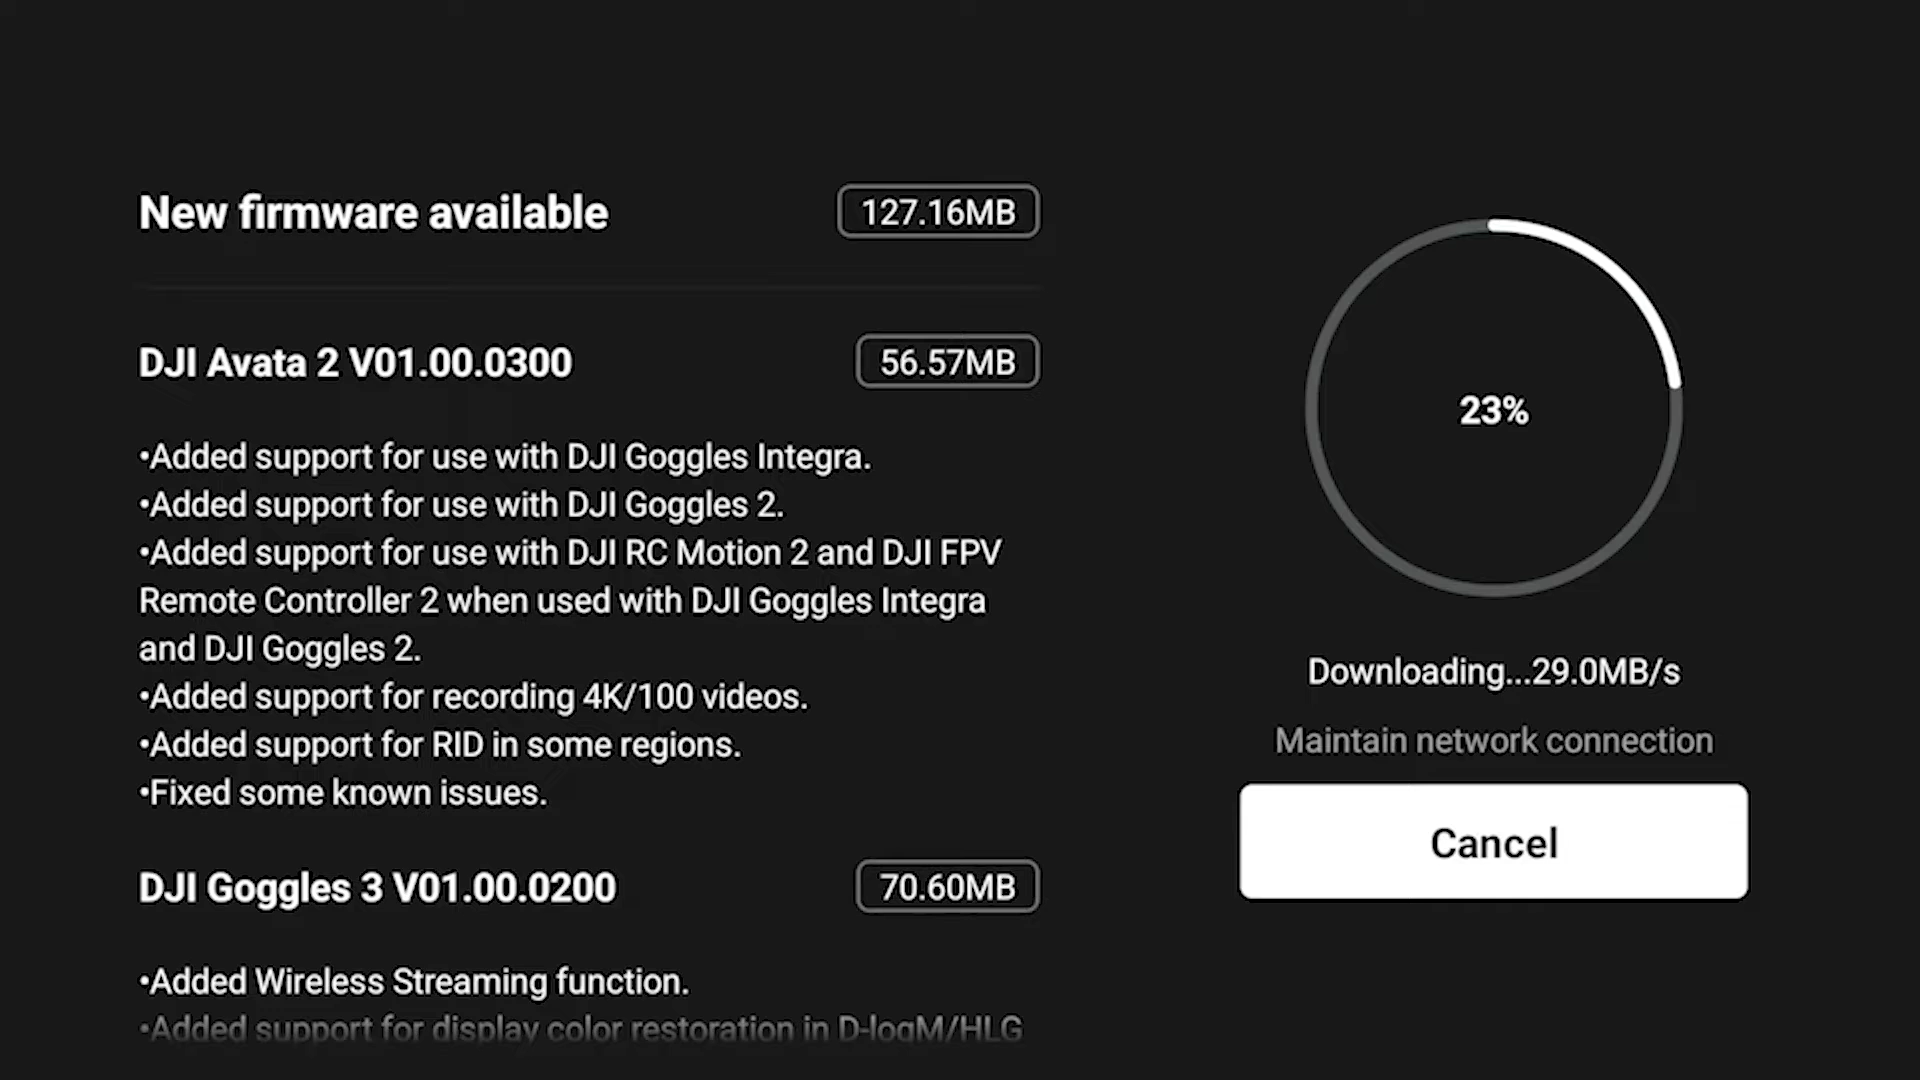 New firmware available
127.16MB
DJI Avata 2 V01.00.0300
56.57MB
•Added support for use with DJI Goggles Integra.
•Added support for use with DJI Goggles 2.
•Added support for use with DJI RC Motion 2 and DJI FPV
Remote Controller 2 when used with DJI Goggles Integra
and DJI Goggles 2.
•Added support for recording 4K/100 videos.
•Added support for RID in some regions.
•Fixed some known issues.
DJI Goggles 3 V01.00.0200
70.60MB
•Added Wireless Streaming function.
•Added support for display color restoration in D-logM/HLG
23%
Downloading...29.0MB/s
Maintain network connection
Cancel